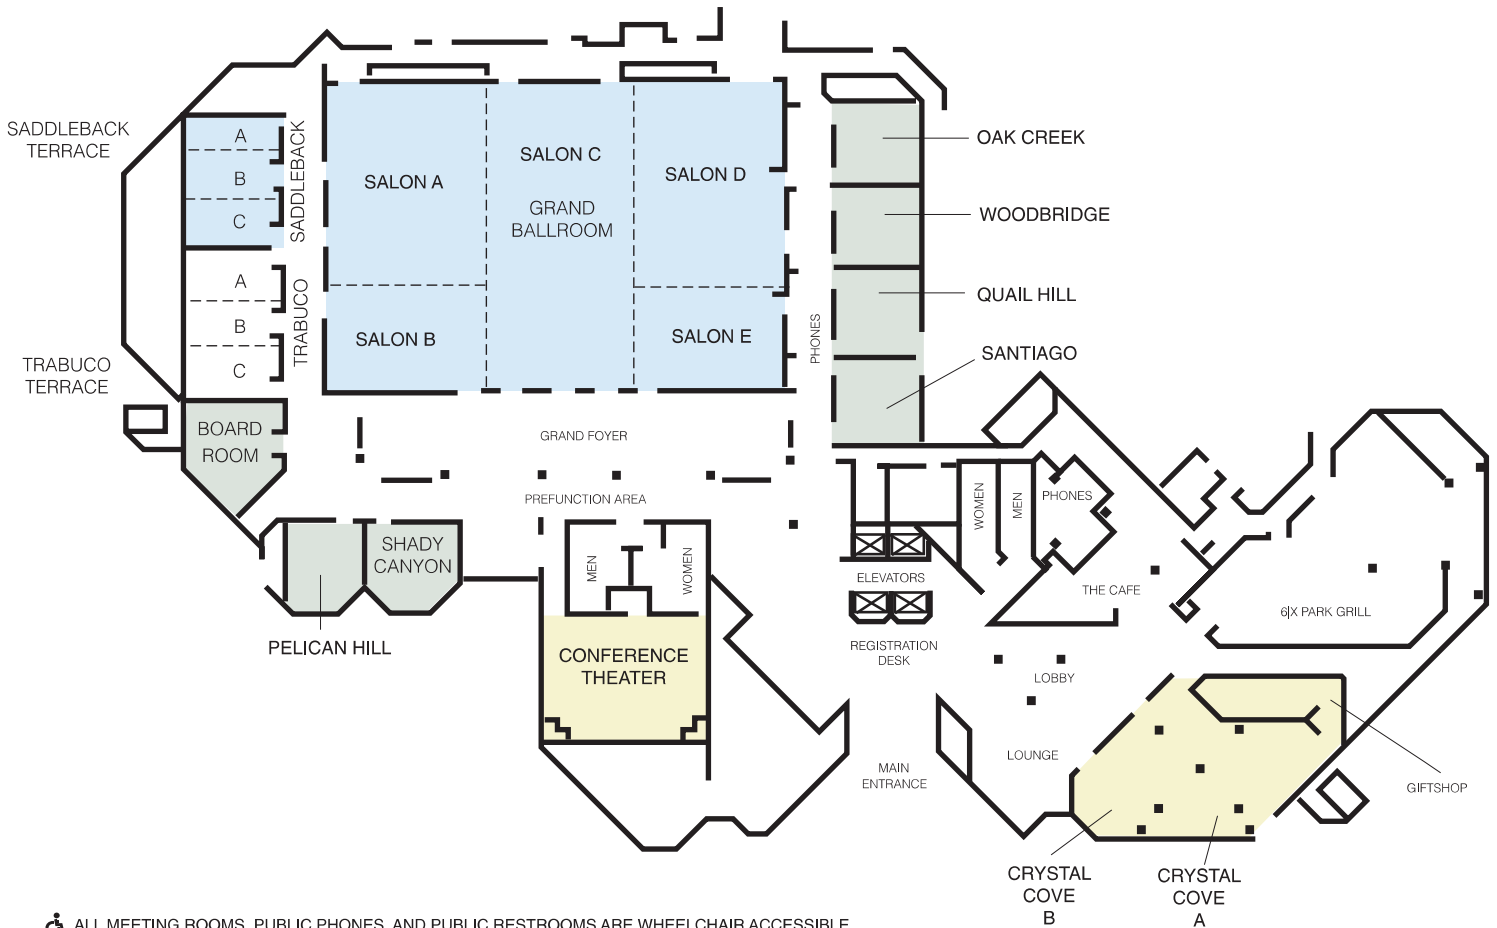 SADDLEBACK
TERRACE
A
B
C
SADDLEBACK
A
B
C
TRABUCO
TRABUCO
TERRACE
BOARD
ROOM
SALON A
SALON B
SALON C
GRAND
BALLROOM
SALON D
SALON E
PHONES
OAK CREEK
WOODBRIDGE
QUAIL HILL
SANTIAGO
GRAND FOYER
PREFUNCTION AREA
SHADY
CANYON
PELICAN HILL
MEN
WOMEN
CONFERENCE
THEATER
WOMEN
MEN
PHONES
ELEVATORS
THE CAFE
6|X PARK GRILL
REGISTRATION
DESK
LOBBY
LOUNGE
MAIN
ENTRANCE
GIFTSHOP
CRYSTAL
COVE
B
CRYSTAL
COVE
A
ALL MEETING ROOMS, PUBLIC PHONES, AND PUBLIC RESTROOMS ARE WHEELCHAIR ACCESSIBLE